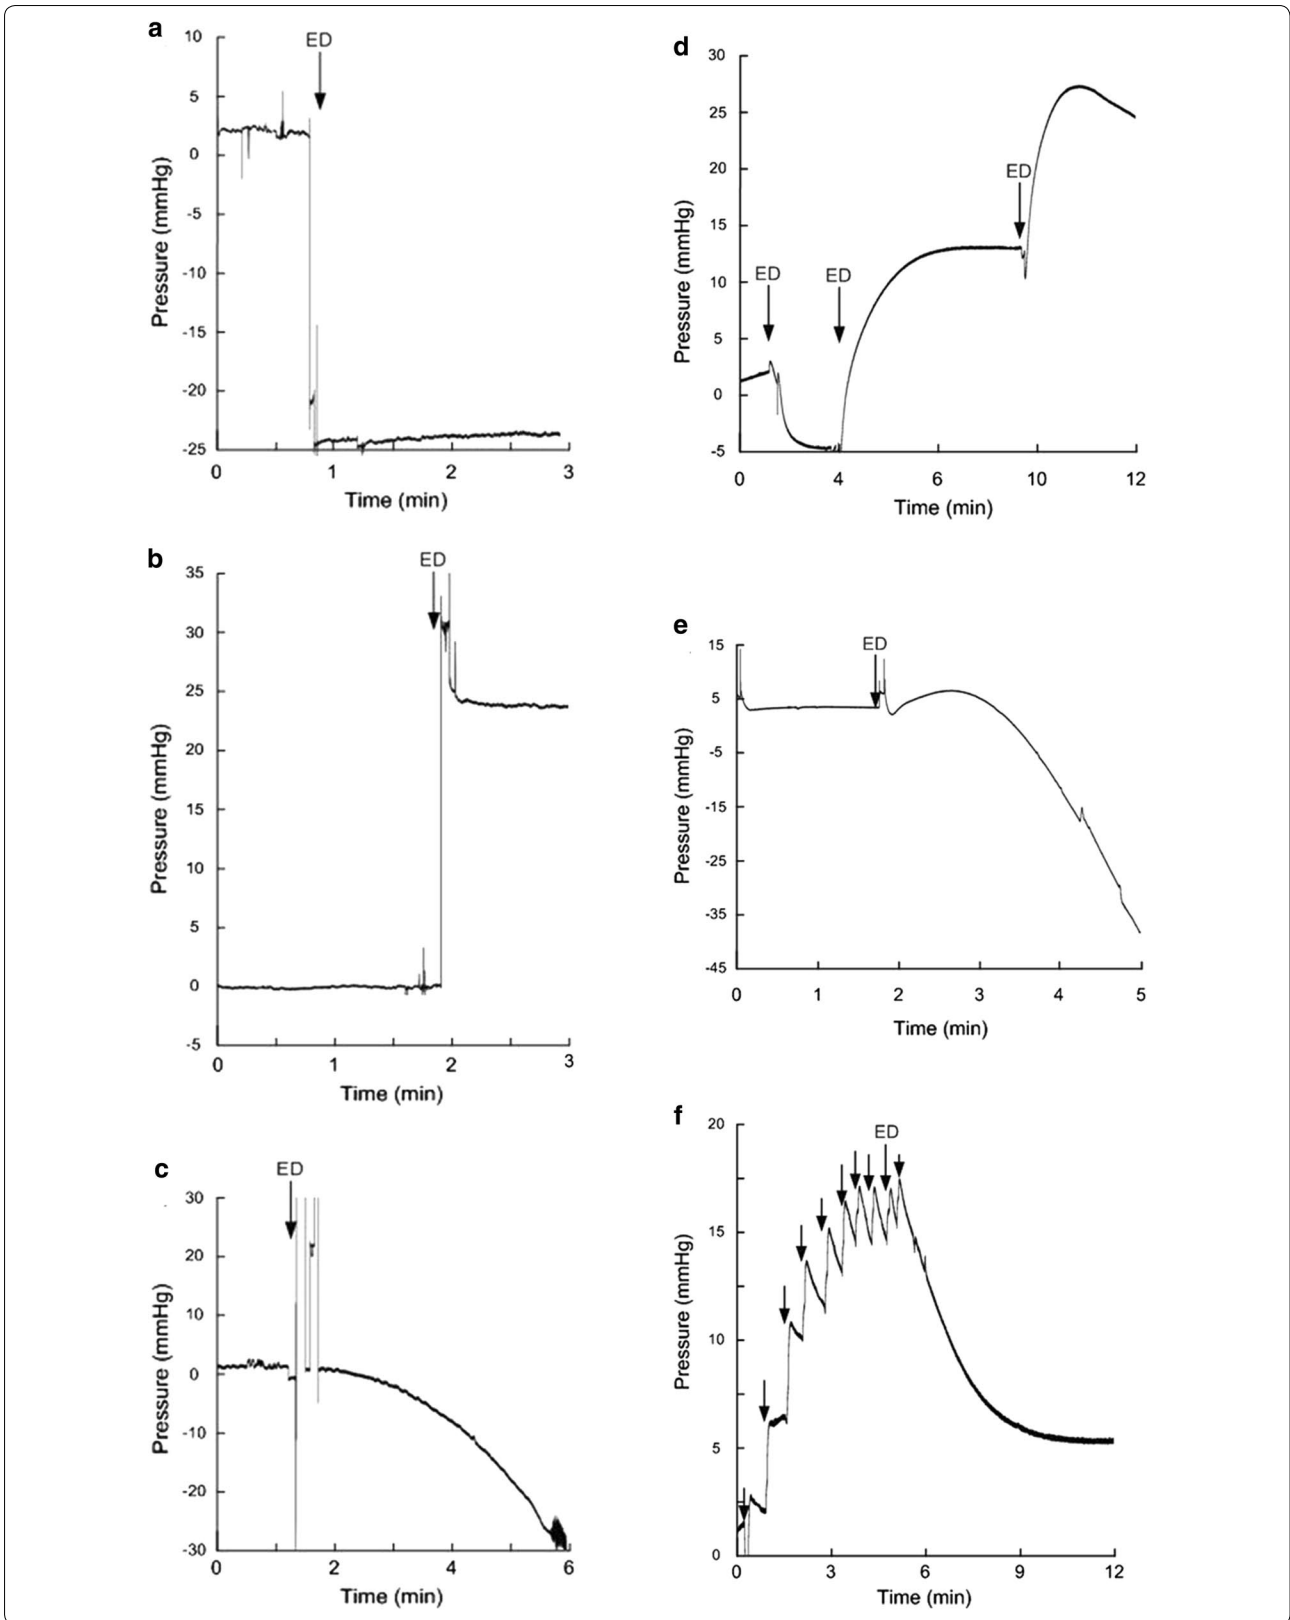 a
ED
10
5
0
-5
-10
-15
-20
-25
Pressure (mmHg)
0 1 2 3
Time (min)
b
ED
35
30
25
20
15
10
5
0
-5
Pressure (mmHg)
0 1 2 3
Time (min)
c
ED
30
20
10
0
-10
-20
-30
Pressure (mmHg)
0 2 4 6
Time (min)
d
30
25
20
15
10
5
0
-5
ED
ED
ED
Pressure (mmHg)
0 4 6 10 12
Time (min)
e
ED
15
5
-5
-15
-25
-35
-45
Pressure (mmHg)
0 1 2 3 4 5
Time (min)
f
ED
20
15
10
5
0
Pressure (mmHg)
0 3 6 9 12
Time (min)